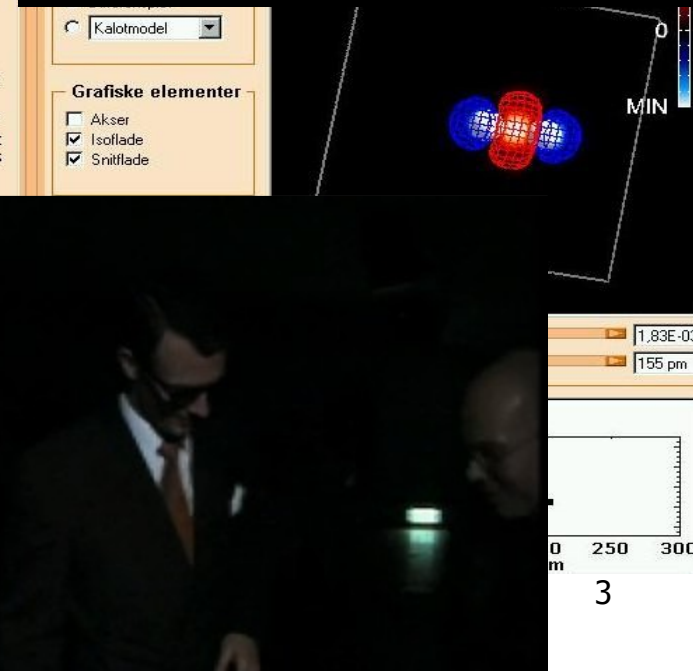 Kalotmodel
Grafiske elementer
Akser
Isoflade
Snitflade
0
MIN
1,83E-03
155 pm
0 250 300
m
3